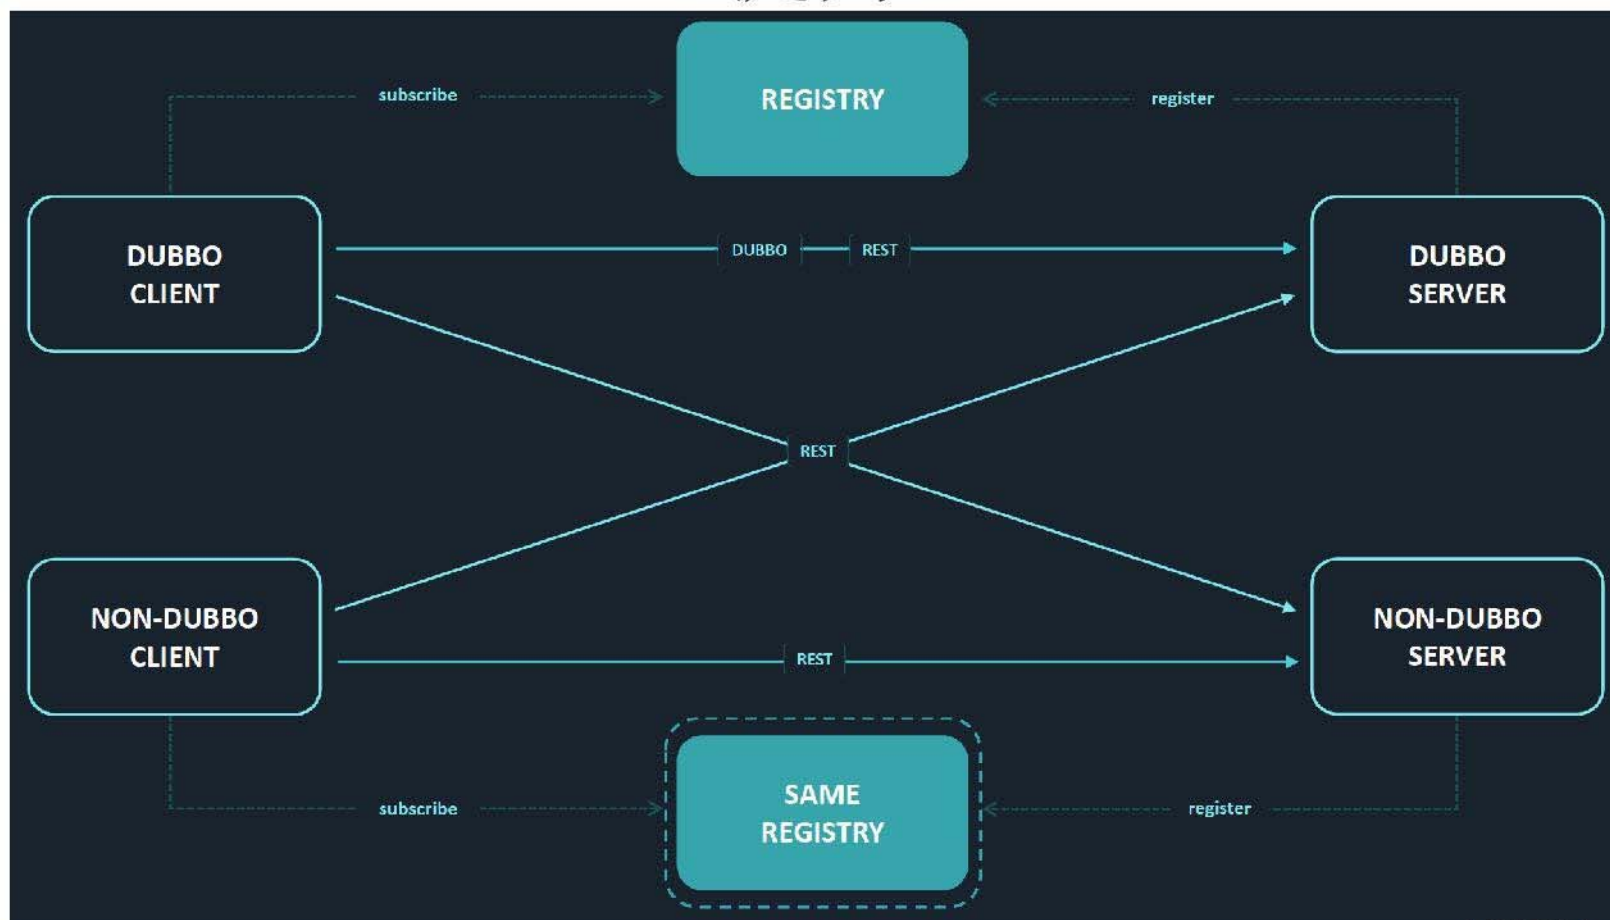 subscribe
REGISTRY
register
DUBBO
CLIENT
DUBBO
REST
DUBBO
SERVER
REST
NON-DUBBO
CLIENT
REST
NON-DUBBO
SERVER
subscribe
SAME
REGISTRY
register